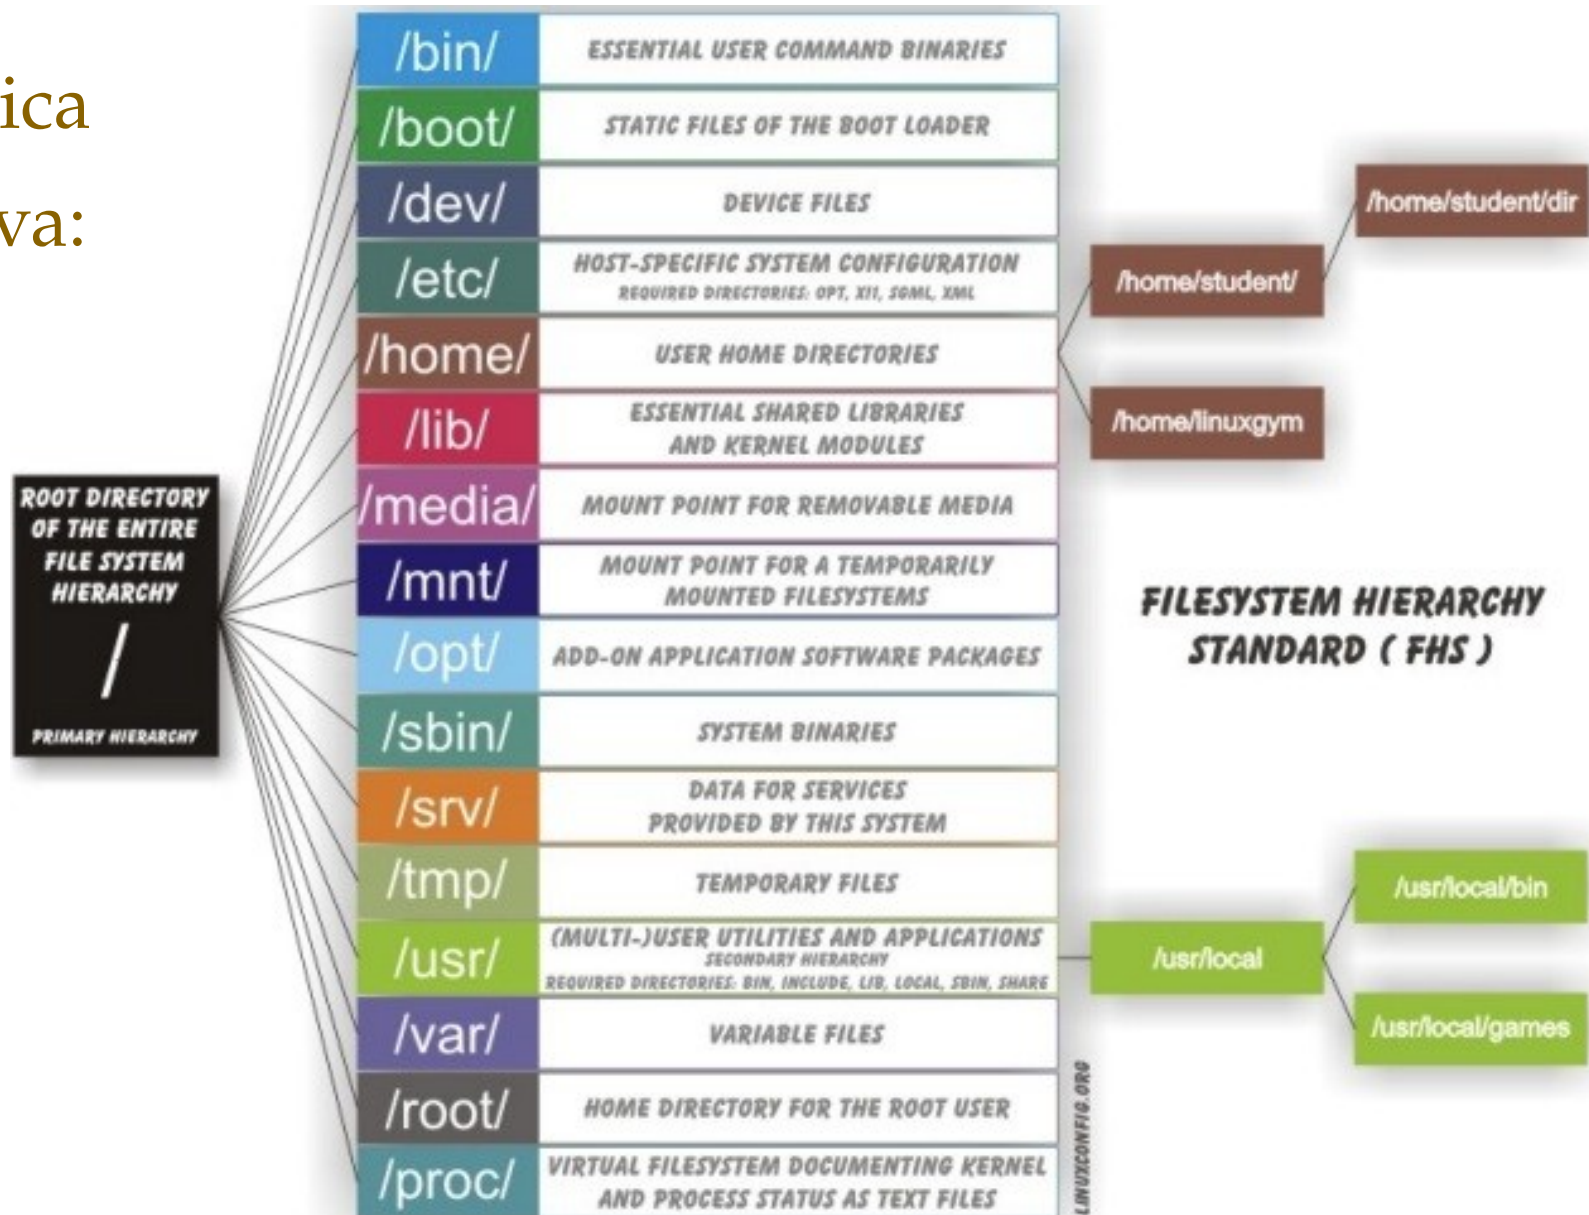 ica
va:
ROOT DIRECTORY
OF THE ENTIRE
FILE SYSTEM
HIERARCHY
/
PRIMARY HIERARCHY
/bin/
ESSENTIAL USER COMMAND BINARIES
/boot/
STATIC FILES OF THE BOOT LOADER
/dev/
DEVICE FILES
/etc/
HOST-SPECIFIC SYSTEM CONFIGURATION
REQUIRED DIRECTORIES: OPT, X11, SGML, XML
/home/
USER HOME DIRECTORIES
/home/student/
/home/student/dir
/home/linuxgym
/lib/
ESSENTIAL SHARED LIBRARIES
AND KERNEL MODULES
/media/
MOUNT POINT FOR REMOVABLE MEDIA
/mnt/
MOUNT POINT FOR A TEMPORARILY
MOUNTED FILESYSTEMS
/opt/
ADD-ON APPLICATION SOFTWARE PACKAGES
/sbin/
SYSTEM BINARIES
/srv/
DATA FOR SERVICES
PROVIDED BY THIS SYSTEM
/tmp/
TEMPORARY FILES
/usr/
(MULTI-)USER UTILITIES AND APPLICATIONS
SECONDARY HIERARCHY
REQUIRED DIRECTORIES: BIN, INCLUDE, LIB, LOCAL, SBIN, SHARE
/usr/local
/usr/local/bin
/usr/local/games
/var/
VARIABLE FILES
/root/
HOME DIRECTORY FOR THE ROOT USER
/proc/
VIRTUAL FILESYSTEM DOCUMENTING KERNEL
AND PROCESS STATUS AS TEXT FILES
FILESYSTEM HIERARCHY
STANDARD ( FHS )
LINUXCONFIG.ORG